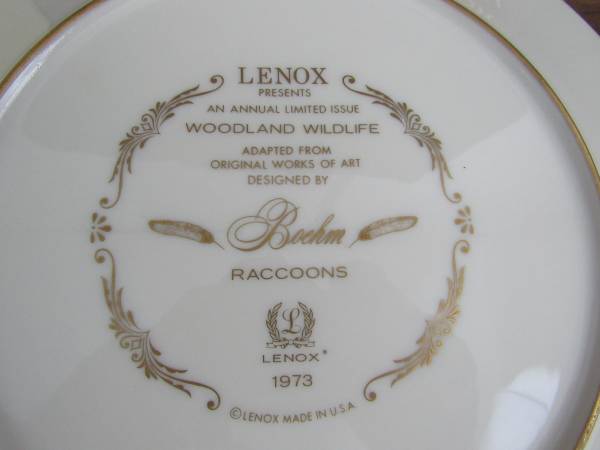 LENOX
PRESENTS
AN ANNUAL LIMITED ISSUE
WOODLAND WILDLIFE
ADAPTED FROM
ORIGINAL WORKS OF ART
DESIGNED BY
Boehm
RACCOONS
L
LENOX®
1973
©LENOX MADE IN U.S.A.